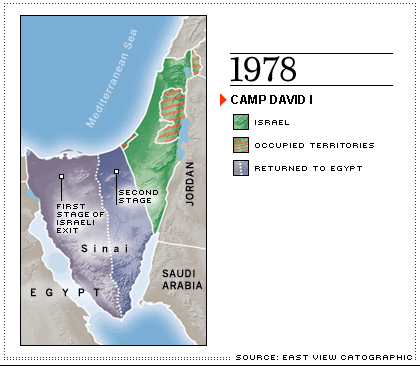 1978
CAMP DAVID I
ISRAEL
OCCUPIED TERRITORIES
RETURNED TO EGYPT
Mediterranean Sea
JORDAN
SECOND
STAGE
FIRST
STAGE OF
ISRAELI
EXIT
Sinai
EGYPT
SAUDI
ARABIA
SOURCE: EAST VIEW CATOGRAPHIC